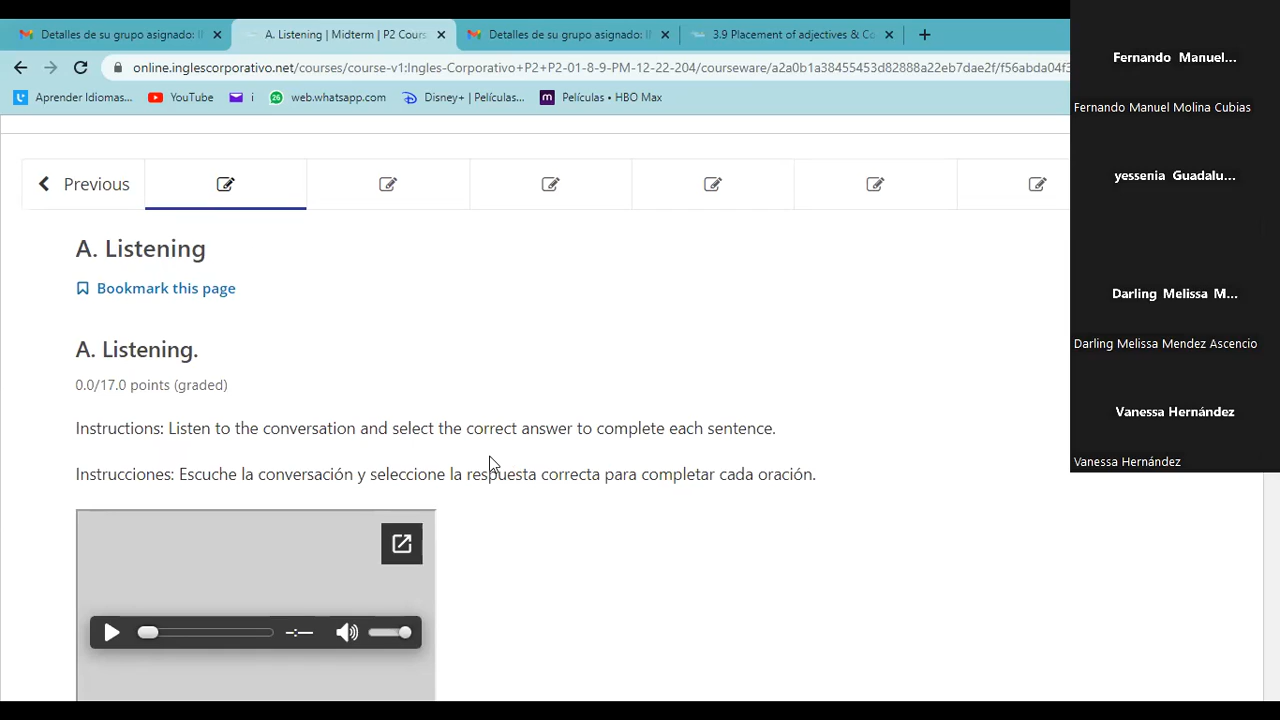 Detalles de su grupo asignado: I
A. Listening | Midterm | P2 Cours
Detalles de su grupo asignado: I
3.9 Placement of adjectives & Co
online.inglescorporativo.net/courses/course-v1:Ingles-Corporativo+P2+P2-01-8-9-PM-12-22-204/courseware/a2a0b1a38455453d82888a22eb7dae2f/f56abda04f3
Aprender Idiomas...
YouTube
i
web.whatsapp.com
Disney+ | Películas...
Películas • HBO Max
Previous
A. Listening
Bookmark this page
A. Listening.
0.0/17.0 points (graded)
Instructions: Listen to the conversation and select the correct answer to complete each sentence.
Instrucciones: Escuche la conversación y seleccione la respuesta correcta para completar cada oración.
-:--
Fernando Manuel...
Fernando Manuel Molina Cubias
yessenia Guadalu...
Darling Melissa M...
Darling Melissa Mendez Ascencio
Vanessa Hernández
Vanessa Hernández